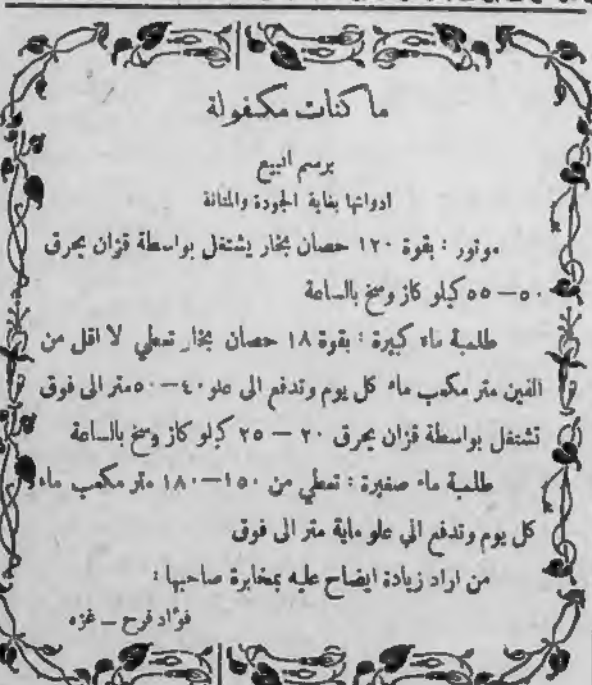 ماكنات مكفولة
برسم البيع
ادواتها بغاية الجودة والمتانة
موتور : بقوة ١٢٠ حصان بخار يشتغل بواسطة قزان يحرق
٥٠—٥٥ كيلو كاز وسخ بالساعة
طلمبة ماء كبيرة : بقوة ١٨ حصان بخار تعطي لا اقل من
الفين متر مكعب ماء كل يوم وتدفع الى علو ٤٠—٥٠ متر الى فوق
تشتغل بواسطة قزان يحرق ٢٠ — ٢٥ كيلو كاز وسخ بالساعة
طلمبة ماء صغيرة : تعطي من ١٥٠—١٨٠ متر مكعب ماء
كل يوم وتدفع الى علو ماية متر الى فوق
من اراد زيادة ايضاح عليه بمخابرة صاحبها :
فؤاد فرح — غزه